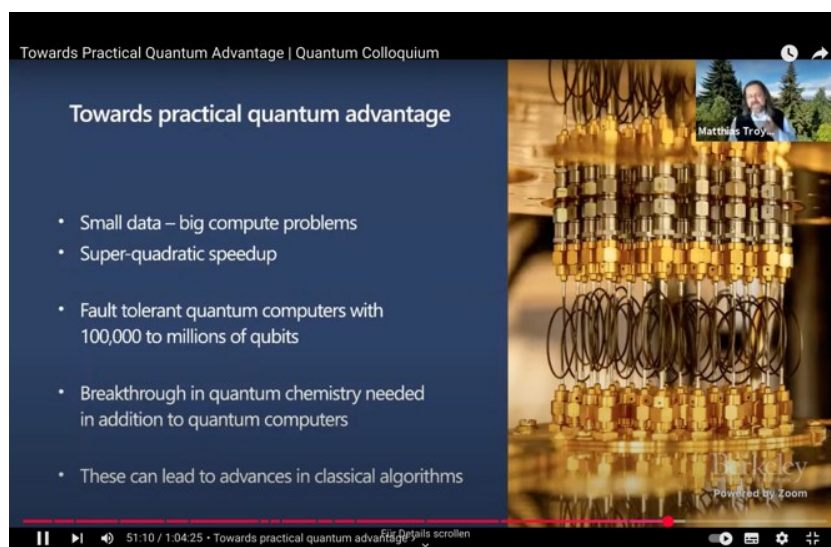 Towards Practical Quantum Advantage | Quantum Colloquium
Matthias Troy...
Towards practical quantum advantage
• Small data – big compute problems
• Super-quadratic speedup
• Fault tolerant quantum computers with
100,000 to millions of qubits
• Breakthrough in quantum chemistry needed
in addition to quantum computers
• These can lead to advances in classical algorithms
Berkeley
Powered by Zoom
51:10 / 1:04:25 • Towards practical quantum advantage
Für Details scrollen